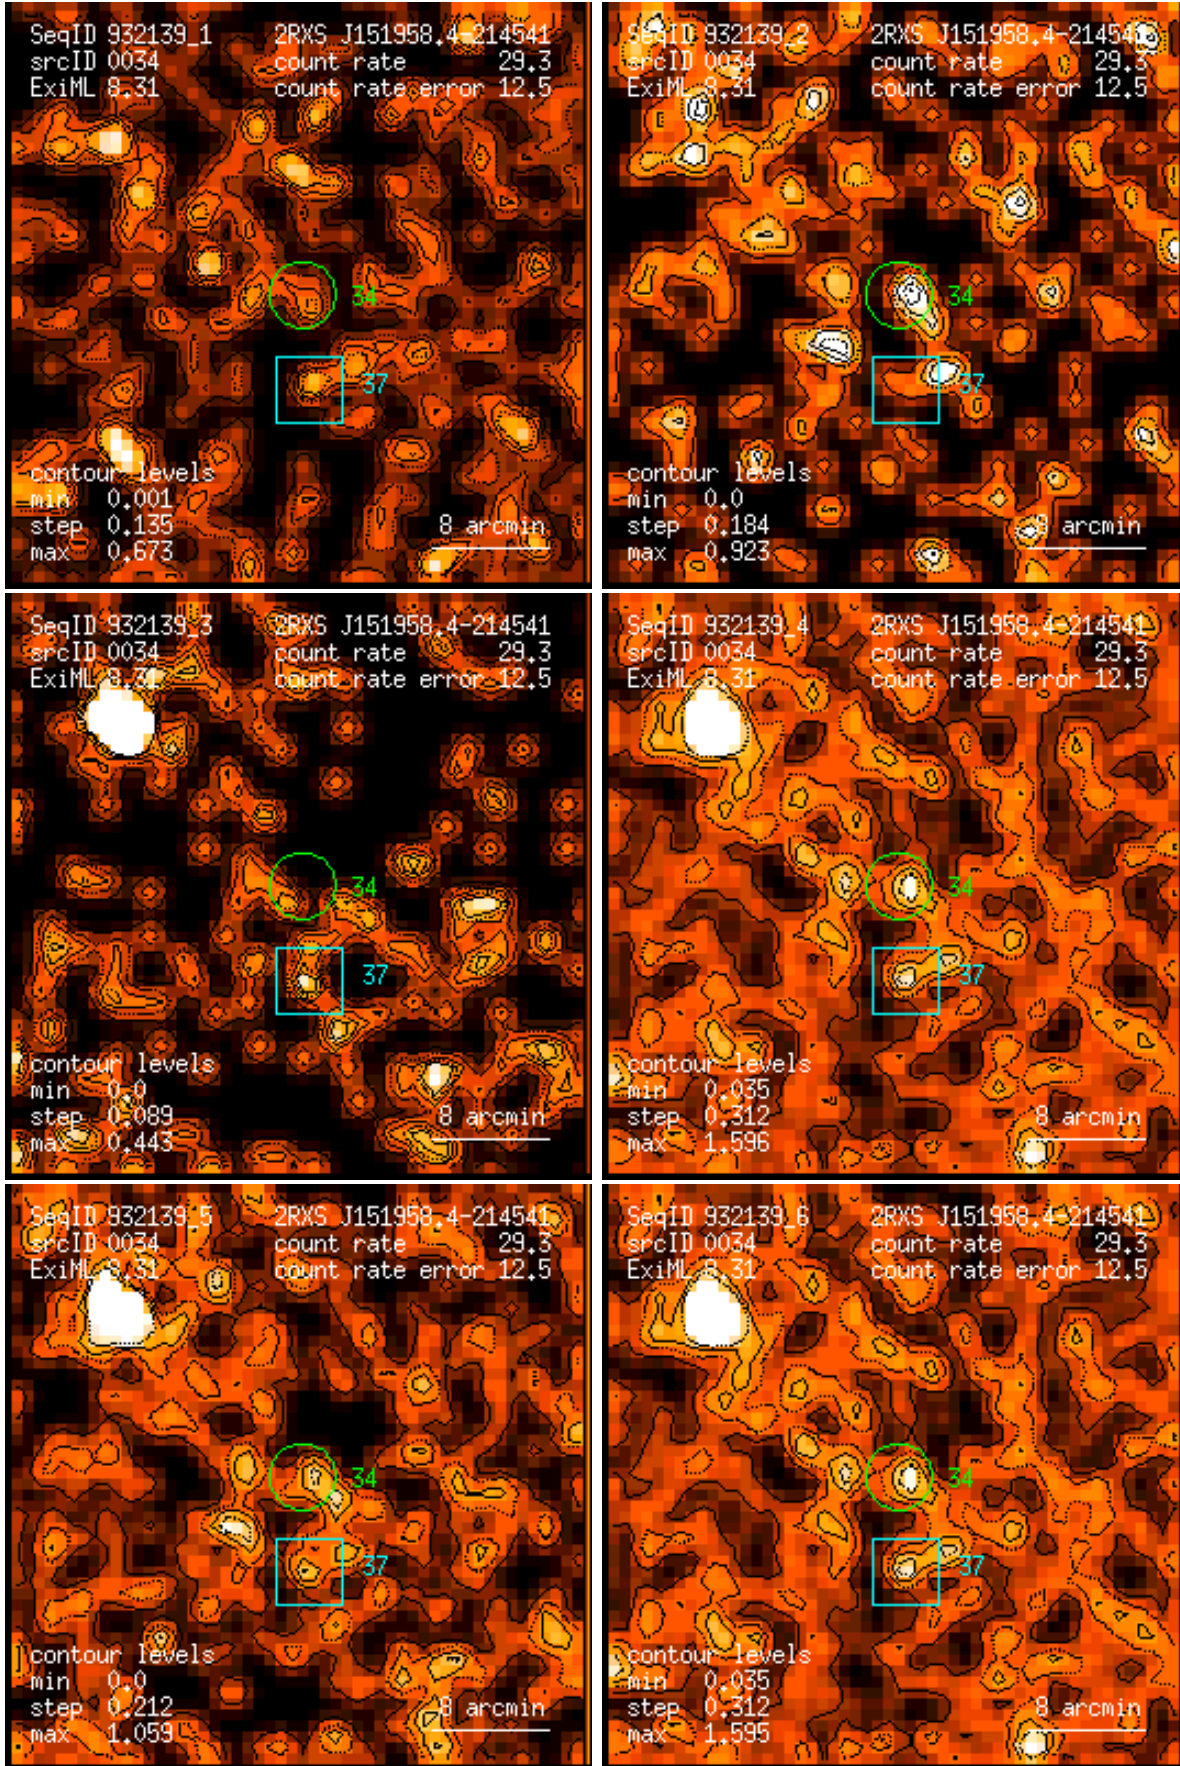 SeqID 932139_1 2RXS J151958.4-214541
srcID 0034 count rate 29.3
ExiML 8.31 count rate error 12.5
34
37
contour levels
min 0.001
step 0.135 8 arcmin
max 0.673
SeqID 932139_2 2RXS J151958.4-214541
srcID 0034 count rate 29.3
ExiML 8.31 count rate error 12.5
34
37
contour levels
min 0.0
step 0.184 8 arcmin
max 0.923
SeqID 932139_3 2RXS J151958.4-214541
srcID 0034 count rate 29.3
ExiML 8.31 count rate error 12.5
34
37
contour levels
min 0.0
step 0.089 8 arcmin
max 0.443
SeqID 932139_4 2RXS J151958.4-214541
srcID 0034 count rate 29.3
ExiML 8.31 count rate error 12.5
34
37
contour levels
min 0.035
step 0.312 8 arcmin
max 1.596
SeqID 932139_5 2RXS J151958.4-214541
srcID 0034 count rate 29.3
ExiML 8.31 count rate error 12.5
34
37
contour levels
min 0.0
step 0.212 8 arcmin
max 1.059
SeqID 932139_6 2RXS J151958.4-214541
srcID 0034 count rate 29.3
ExiML 8.31 count rate error 12.5
34
37
contour levels
min 0.035
step 0.312 8 arcmin
max 1.595